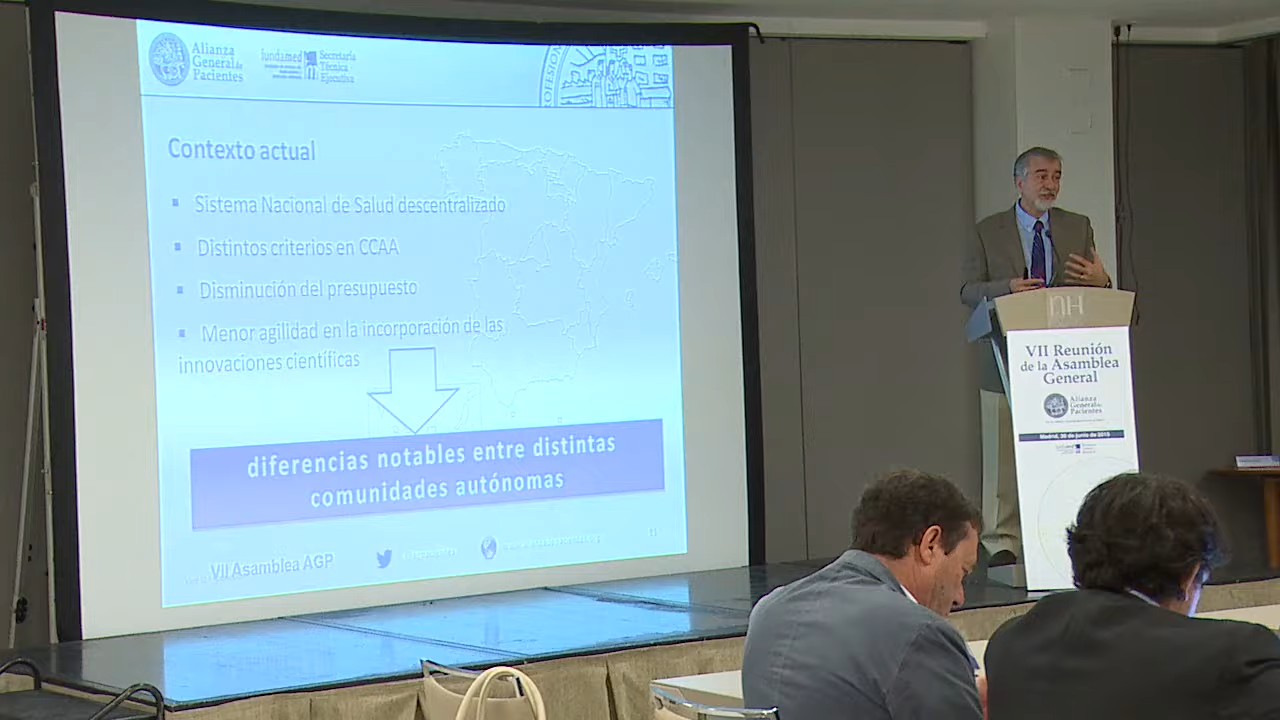 Alianza
General de
Pacientes
fundamed
Secretaría
Técnica
Ejecutiva
Contexto actual
▪ Sistema Nacional de Salud descentralizado
▪ Distintos criterios en CCAA
▪ Disminución del presupuesto
▪ Menor agilidad en la incorporación de las
innovaciones científicas
diferencias notables entre distintas
comunidades autónomas
VII Asamblea AGP
11
NH
VII Reunión
de la Asamblea
General
Alianza
General de
Pacientes